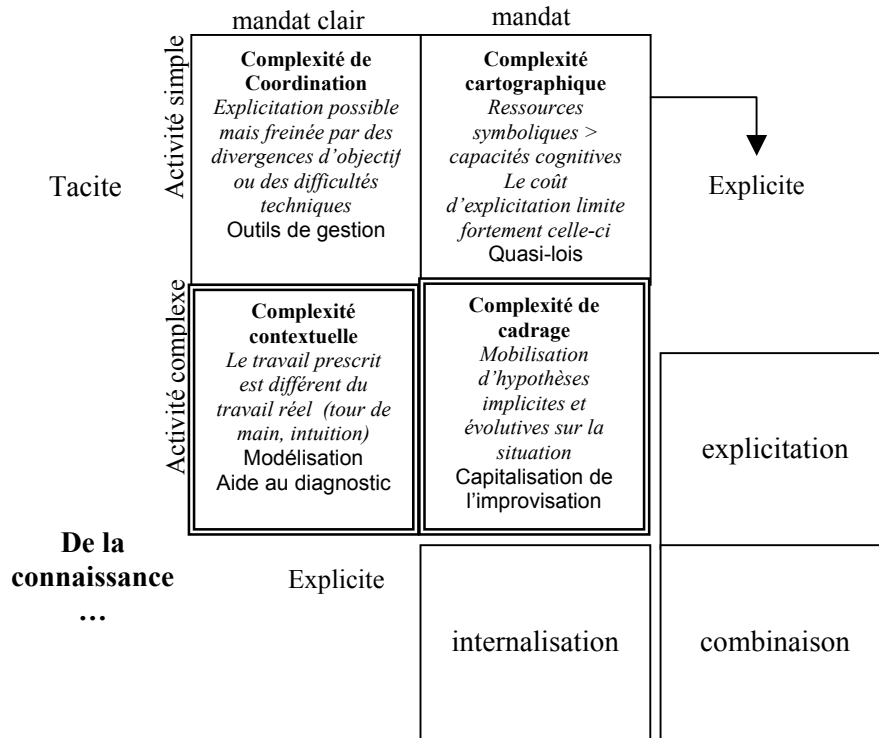 mandat clair
mandat
Activité simple
Complexité de
Coordination
Explicitation possible
mais freinée par des
divergences d’objectif
ou des difficultés
techniques
Outils de gestion
Complexité
cartographique
Ressources
symboliques >
capacités cognitives
Le coût
d’explicitation limite
fortement celle-ci
Quasi-lois
Tacite
Explicite
Activité complexe
Complexité
contextuelle
Le travail prescrit
est différent du
travail réel (tour de
main, intuition)
Modélisation
Aide au diagnostic
Complexité de
cadrage
Mobilisation
d’hypothèses
implicites et
évolutives sur la
situation
Capitalisation de
l’improvisation
explicitation
De la
connaissance
…
Explicite
internalisation
combinaison